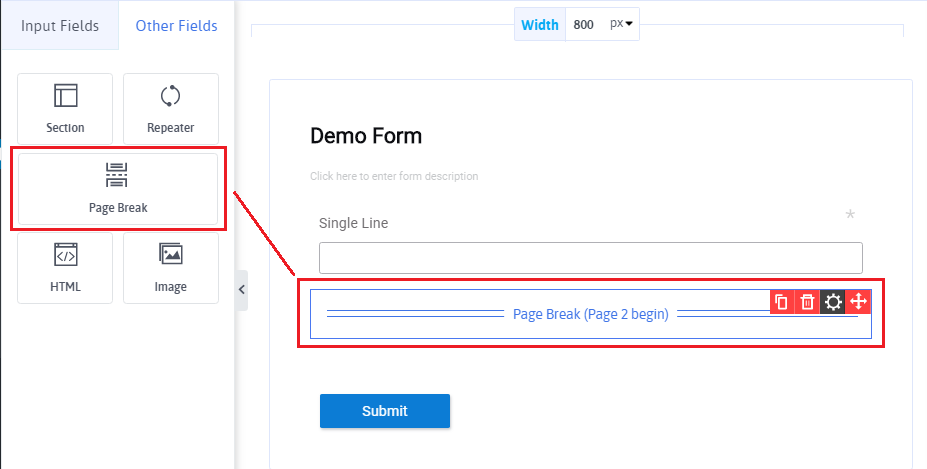 Input Fields
Other Fields
Width 800 px
Section
Repeater
Page Break
HTML
Image
Demo Form
Click here to enter form description
Single Line *
Page Break (Page 2 begin)
Submit